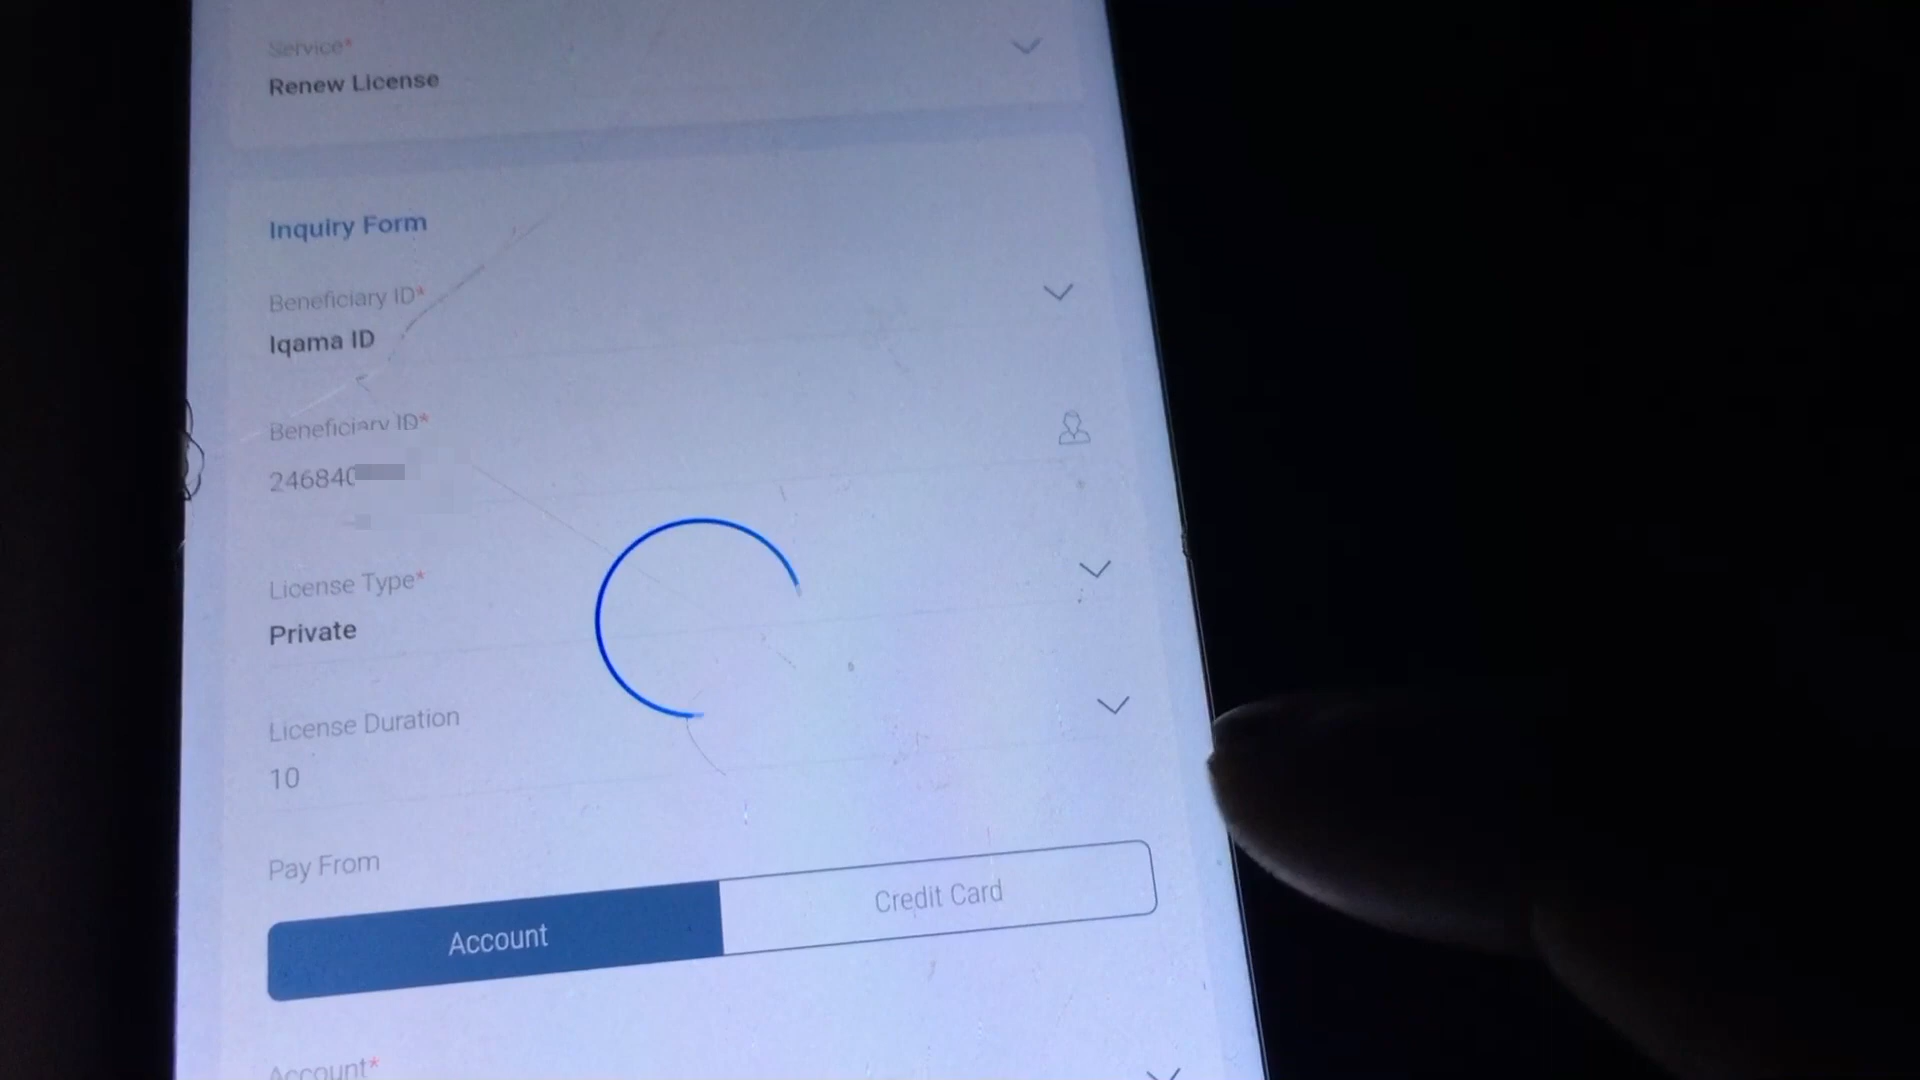 Service*
Renew License
Inquiry Form
Beneficiary ID*
Iqama ID
Beneficiary ID*
246840
License Type*
Private
License Duration
10
Pay From
Account
Credit Card
Account*